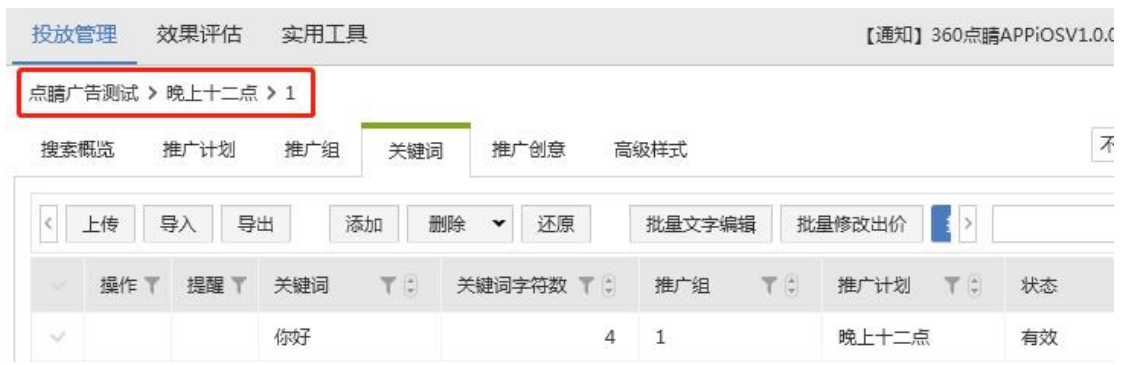 投放管理 效果评估 实用工具 【通知】360点睛APPiOSV1.0.0
点睛广告测试 > 晚上十二点 > 1
搜索概览 推广计划 推广组 关键词 推广创意 高级样式 不
< 上传 导入 导出 添加 删除 还原 批量文字编辑 批量修改出价 >
操作 提醒 关键词 关键词字符数 推广组 推广计划 状态
你好 4 1 晚上十二点 有效